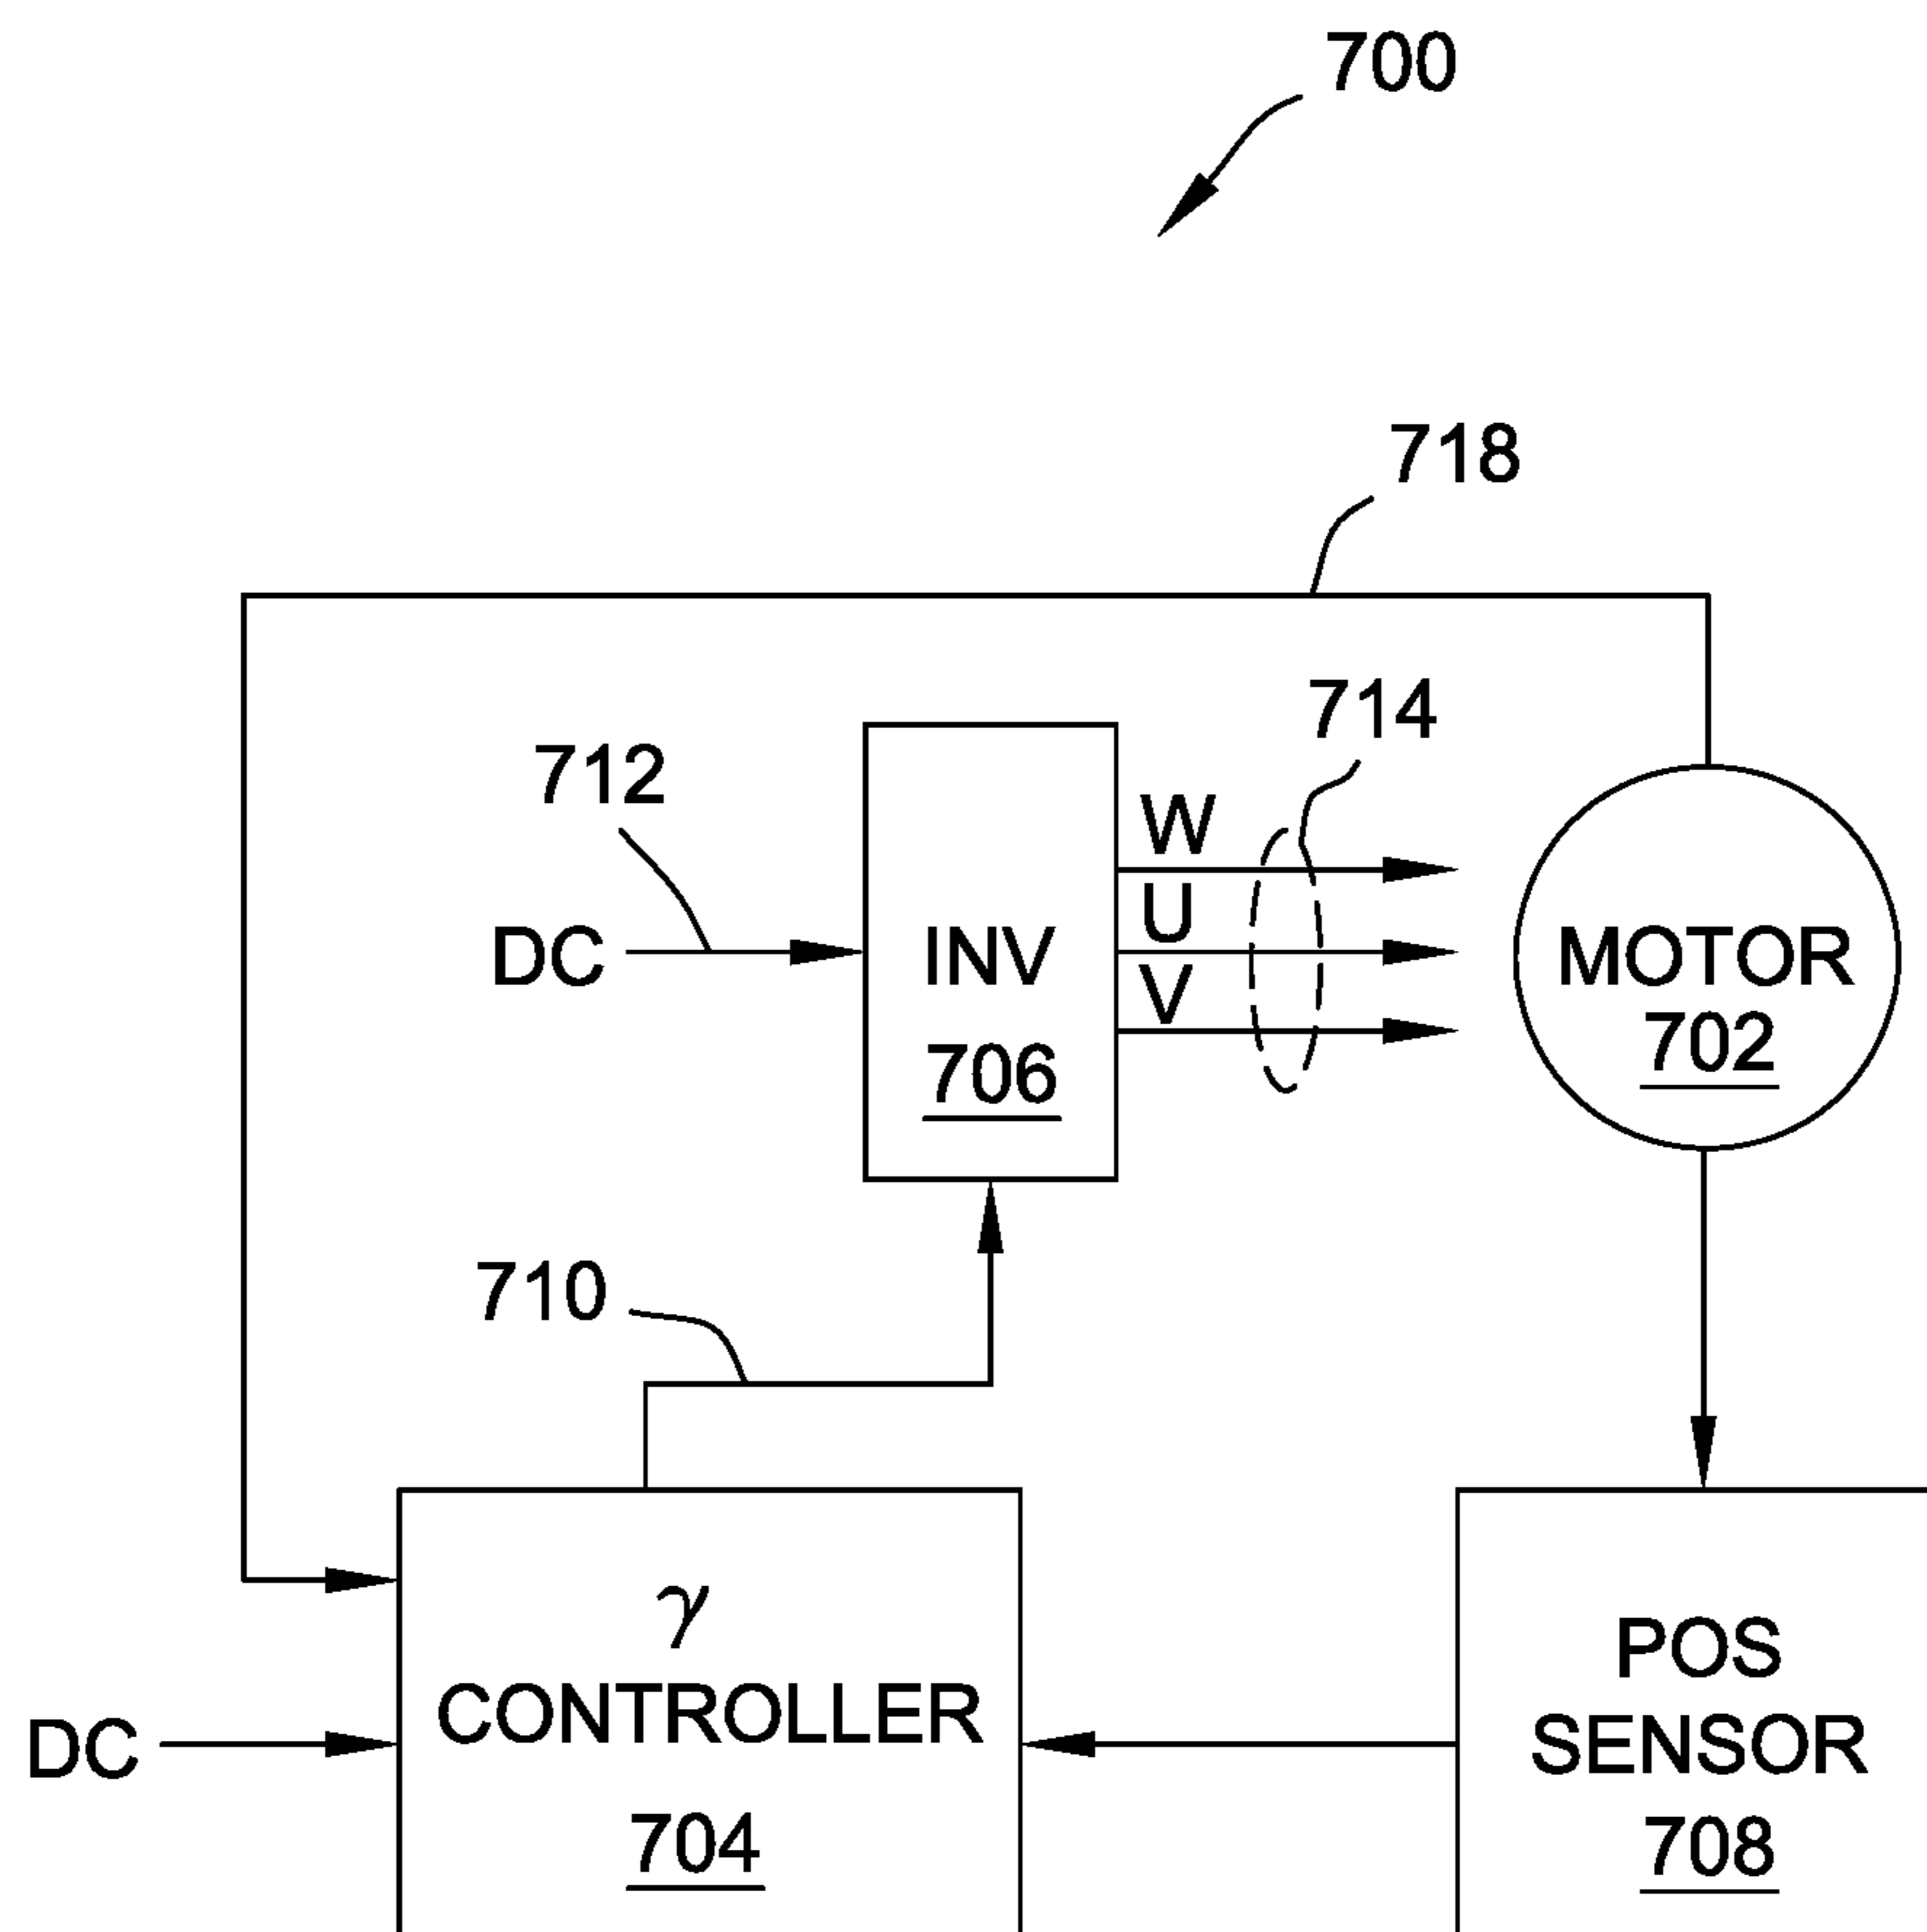 700
718
714
712
W
U
DC
INV
V
MOTOR
702
706
710
γ
CONTROLLER
POS
SENSOR
DC
704
708